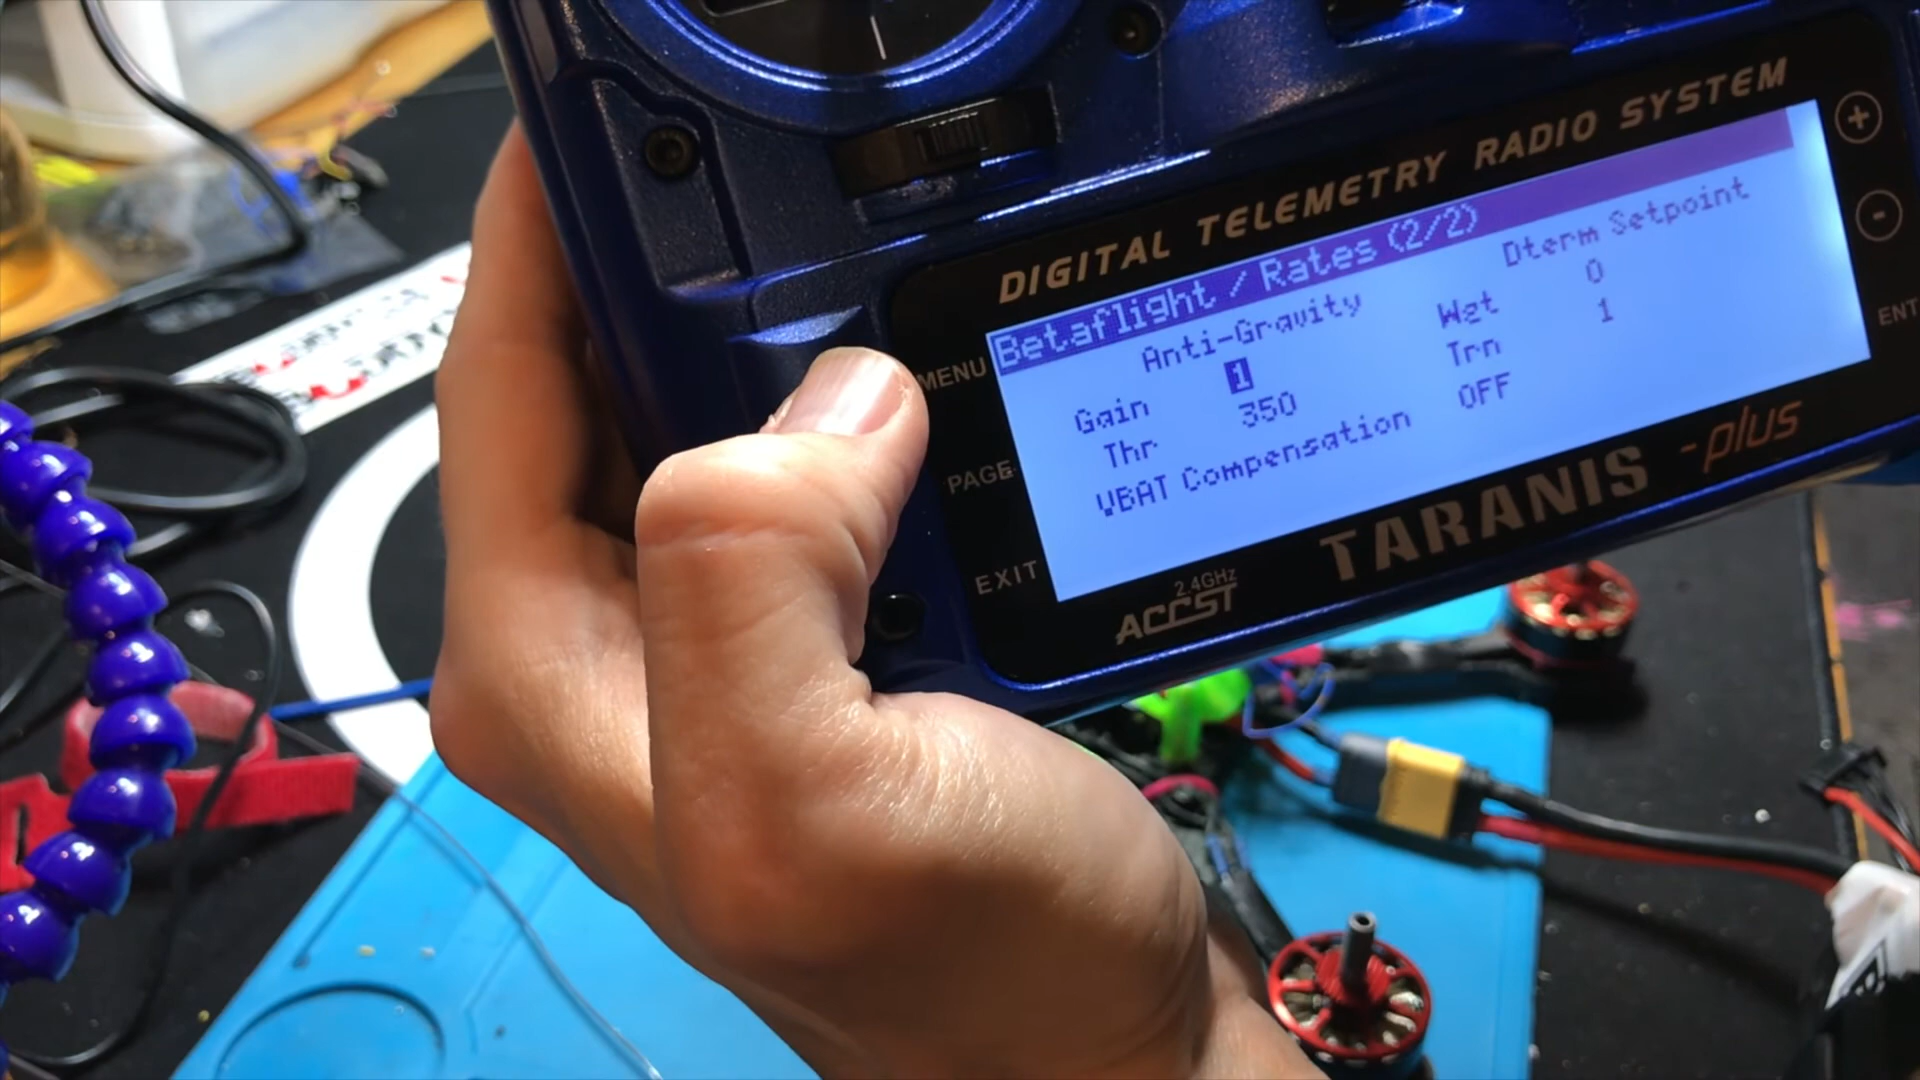 DIGITAL TELEMETRY RADIO SYSTEM
+
-
MENU
PAGE
EXIT
ENT
Betaflight / Rates (2/2)
Anti-Gravity
Dterm Setpoint
Gain 1
Wgt 0
Thr 350
Trn 1
VBAT Compensation OFF
2.4GHz
ACCST
TARANIS -plus